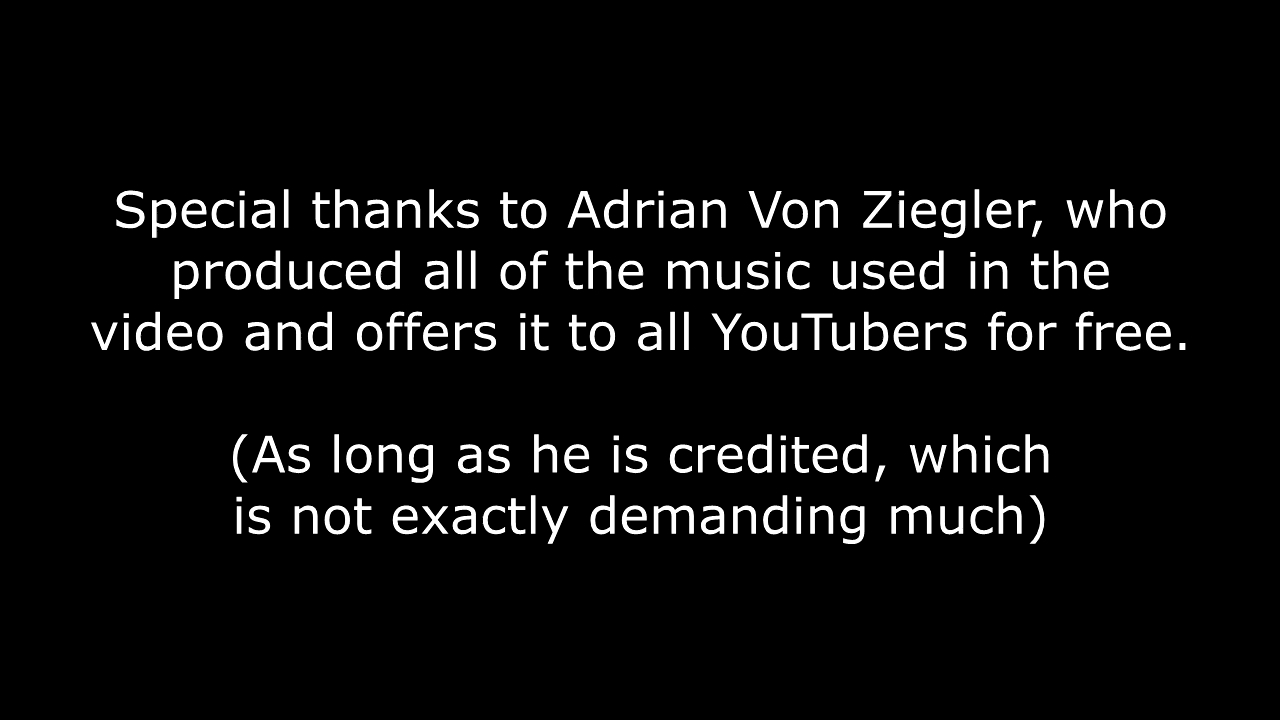 Special thanks to Adrian Von Ziegler, who
produced all of the music used in the
video and offers it to all YouTubers for free.
(As long as he is credited, which
is not exactly demanding much)